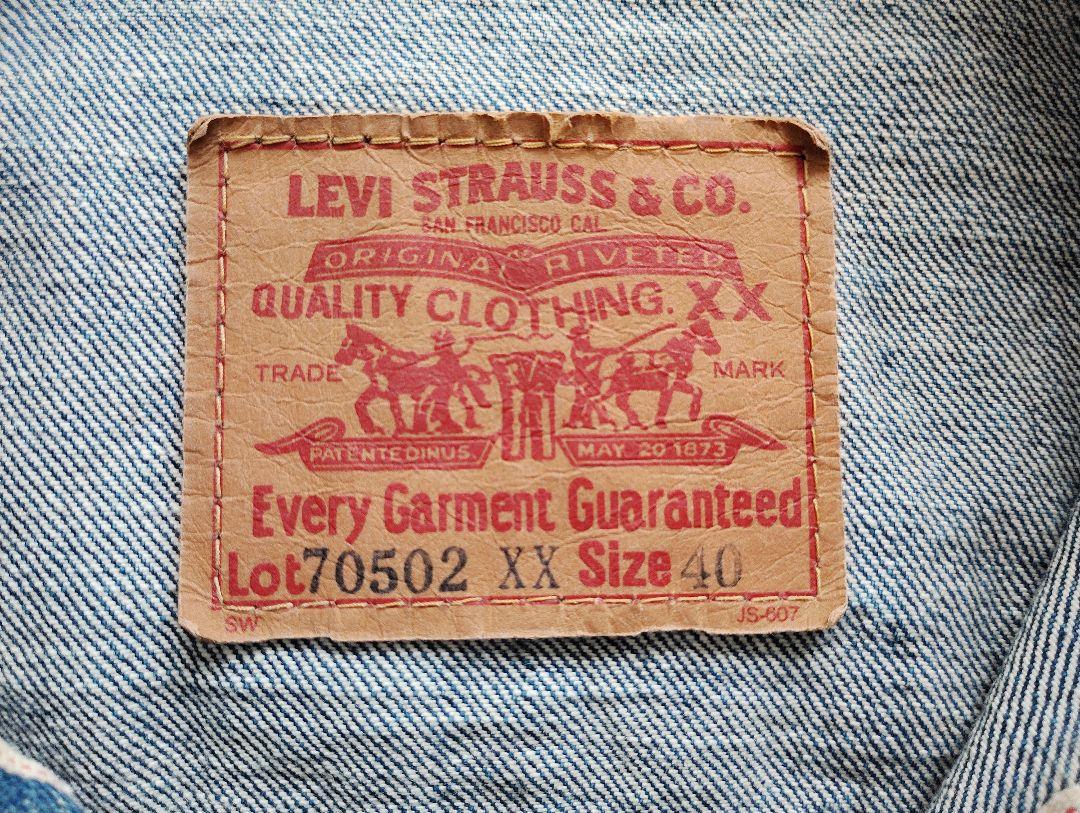 LEVI STRAUSS & CO.
SAN FRANCISCO CAL.
ORIGINAL RIVETED
QUALITY CLOTHING. XX
TRADE MARK
PATENTED IN U.S. MAY 20 1873
Every Garment Guaranteed
Lot 70502 XX Size 40
SW JS-607